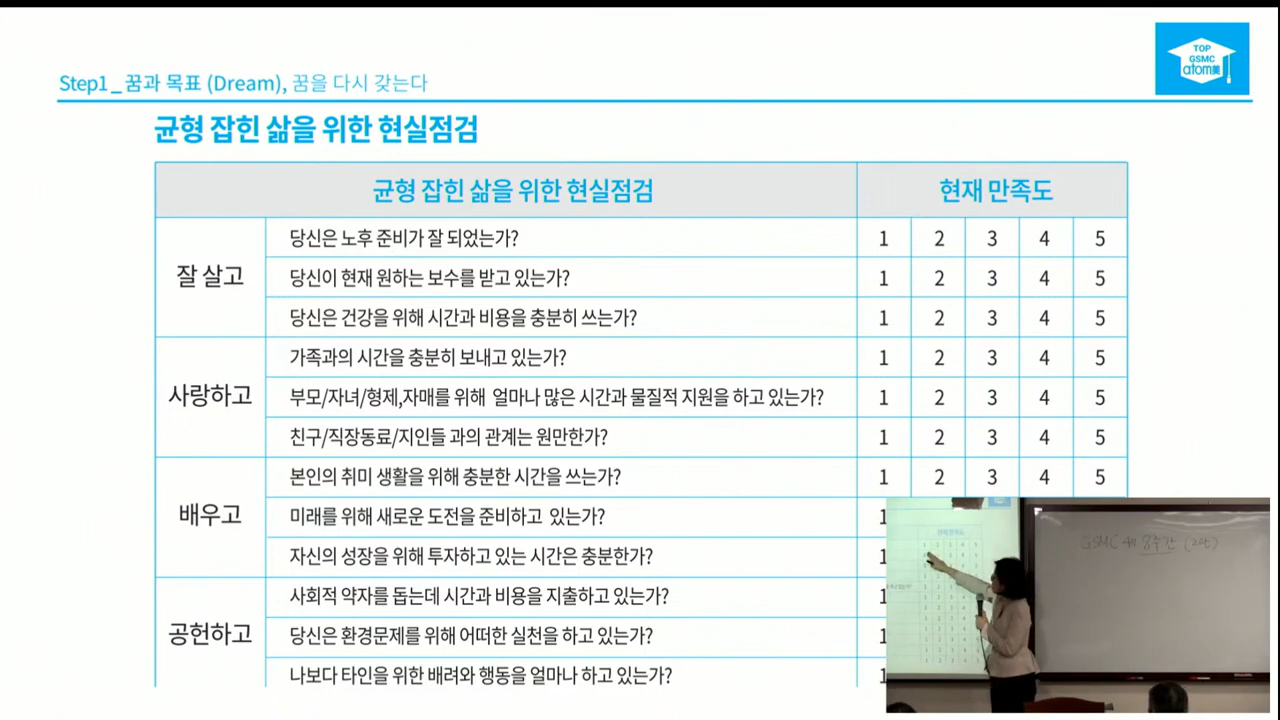 TOP
GSMC
atom美
Step1_ 꿈과 목표 (Dream), 꿈을 다시 갖는다
균형 잡힌 삶을 위한 현실점검
균형 잡힌 삶을 위한 현실점검 현재 만족도
잘 살고
당신은 노후 준비가 잘 되었는가? 1 2 3 4 5
당신이 현재 원하는 보수를 받고 있는가? 1 2 3 4 5
당신은 건강을 위해 시간과 비용을 충분히 쓰는가? 1 2 3 4 5
사랑하고
가족과의 시간을 충분히 보내고 있는가? 1 2 3 4 5
부모/자녀/형제,자매를 위해 얼마나 많은 시간과 물질적 지원을 하고 있는가? 1 2 3 4 5
친구/직장동료/지인들 과의 관계는 원만한가? 1 2 3 4 5
배우고
본인의 취미 생활을 위해 충분한 시간을 쓰는가? 1 2 3 4 5
미래를 위해 새로운 도전을 준비하고 있는가? 1
자신의 성장을 위해 투자하고 있는 시간은 충분한가? 1
공헌하고
사회적 약자를 돕는데 시간과 비용을 지출하고 있는가? 1
당신은 환경문제를 위해 어떠한 실천을 하고 있는가? 1
나보다 타인을 위한 배려와 행동을 얼마나 하고 있는가? 1
현재 만족도
GSMC 8주간